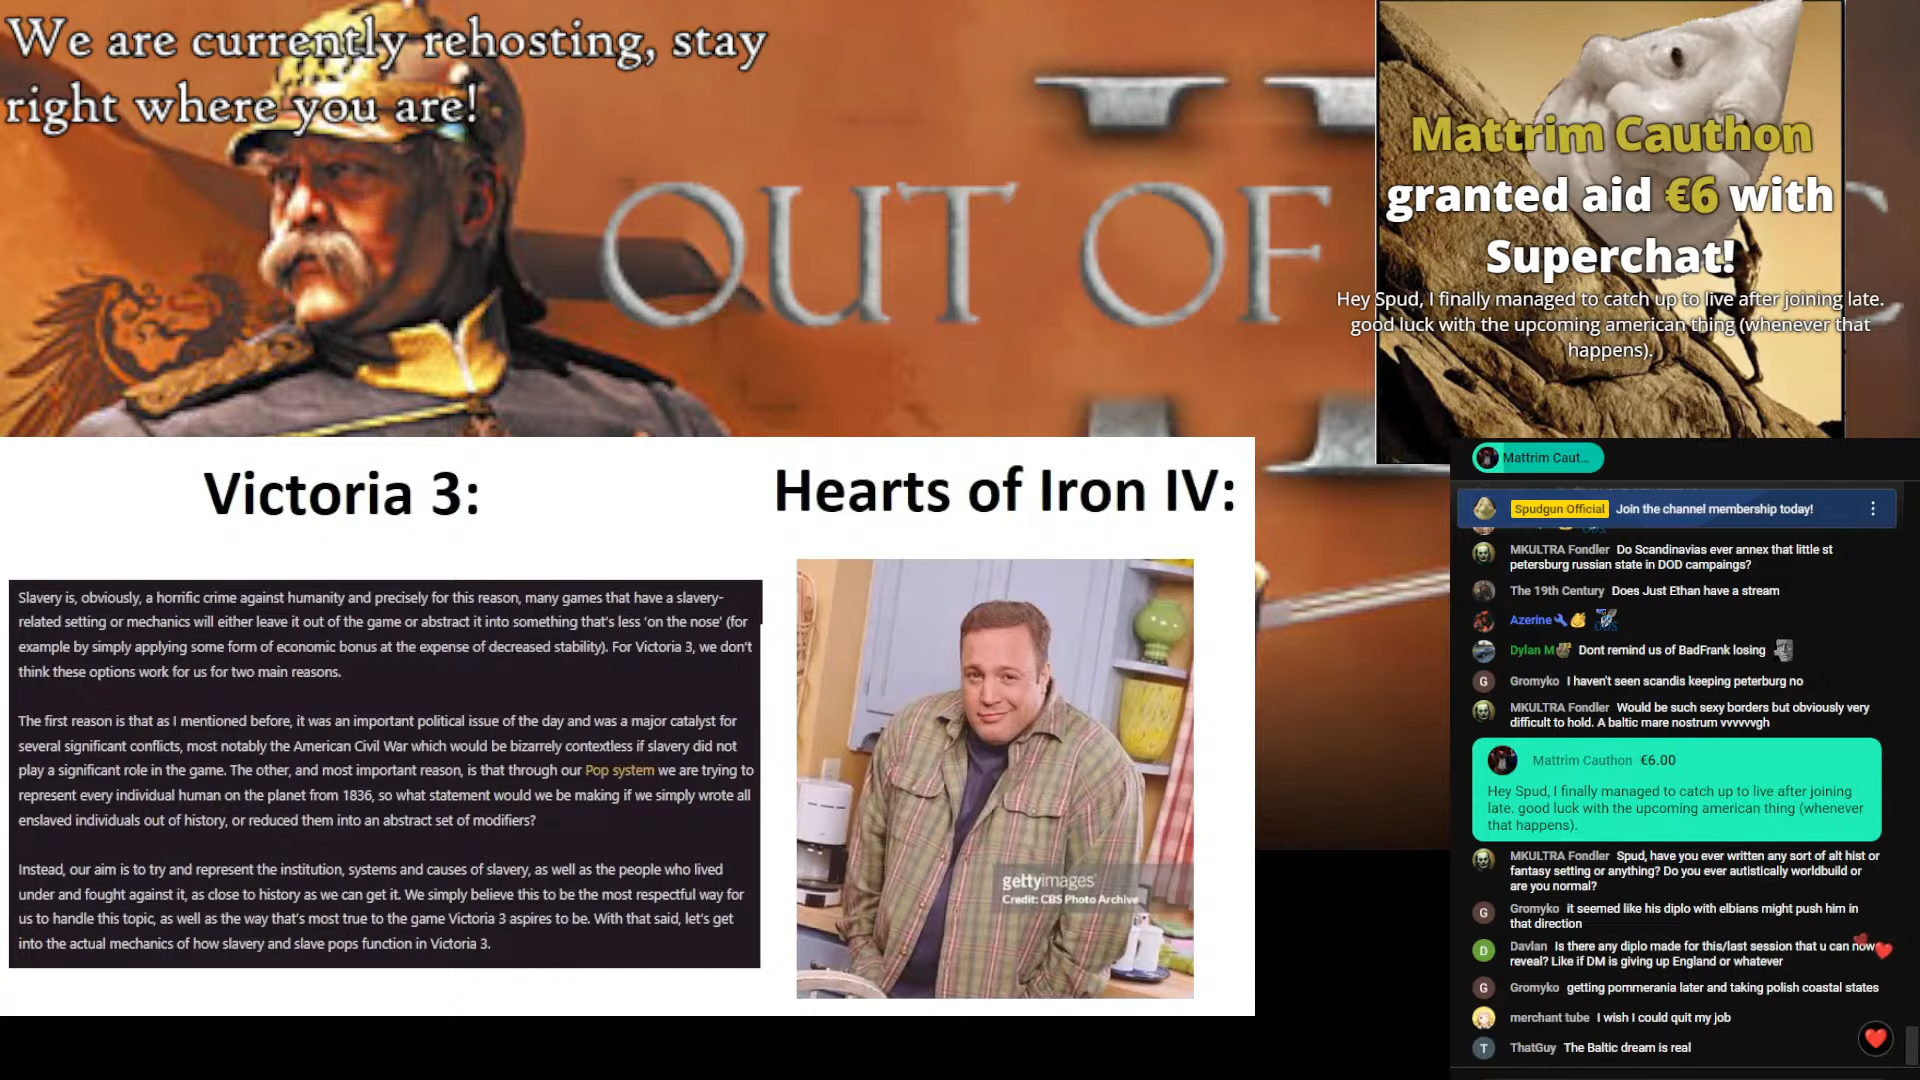 We are currently rehosting, stay
right where you are!
OUT OF
Mattrim Cauthon
granted aid €6 with
Superchat!
Hey Spud, I finally managed to catch up to live after joining late.
good luck with the upcoming american thing (whenever that
happens).
Victoria 3:
Hearts of Iron IV:
Slavery is, obviously, a horrific crime against humanity and precisely for this reason, many games that have a slavery-
related setting or mechanics will either leave it out of the game or abstract it into something that's less 'on the nose' (for
example by simply applying some form of economic bonus at the expense of decreased stability). For Victoria 3, we don't
think these options work for us for two main reasons.
The first reason is that as I mentioned before, it was an important political issue of the day and was a major catalyst for
several significant conflicts, most notably the American Civil War which would be bizarrely contextless if slavery did not
play a significant role in the game. The other, and most important reason, is that through our Pop system we are trying to
represent every individual human on the planet from 1836, so what statement would we be making if we simply wrote all
enslaved individuals out of history, or reduced them into an abstract set of modifiers?
Instead, our aim is to try and represent the institution, systems and causes of slavery, as well as the people who lived
under and fought against it, as close to history as we can get it. We simply believe this to be the most respectful way for
us to handle this topic, as well as the way that's most true to the game Victoria 3 aspires to be. With that said, let's get
into the actual mechanics of how slavery and slave pops function in Victoria 3.
gettyimages
Credit: CBS Photo Archive
Mattrim Caut...
Spudgun Official Join the channel membership today!
MKULTRA Fondler Do Scandinavias ever annex that little st
petersburg russian state in DOD campaings?
The 19th Century Does Just Ethan have a stream
Azerine
Dylan M Dont remind us of BadFrank losing
G Gromyko I haven't seen scandis keeping peterburg no
MKULTRA Fondler Would be such sexy borders but obviously very
difficult to hold. A baltic mare nostrum vvvvvvgh
Mattrim Cauthon €6.00
Hey Spud, I finally managed to catch up to live after joining
late. good luck with the upcoming american thing (whenever
that happens).
MKULTRA Fondler Spud, have you ever written any sort of alt hist or
fantasy setting or anything? Do you ever autistically worldbuild or
are you normal?
G Gromyko it seemed like his diplo with elbians might push him in
that direction
D Davlan Is there any diplo made for this/last session that u can now
reveal? Like if DM is giving up England or whatever
G Gromyko getting pommerania later and taking polish coastal states
merchant tube I wish I could quit my job
T ThatGuy The Baltic dream is real